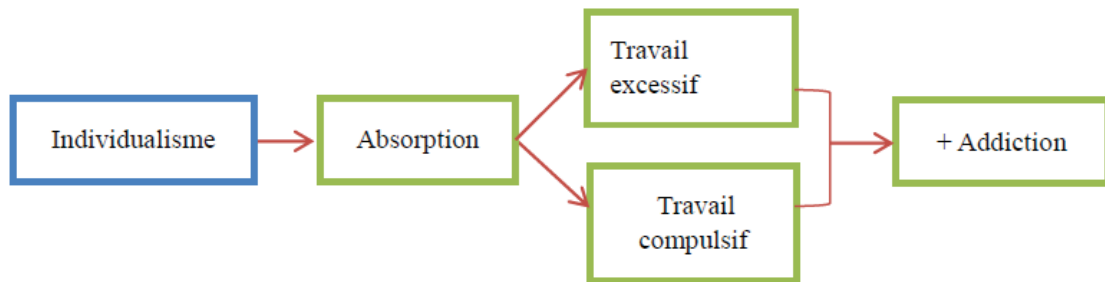 Individualisme
Absorption
Travail
excessif
Travail
compulsif
+ Addiction